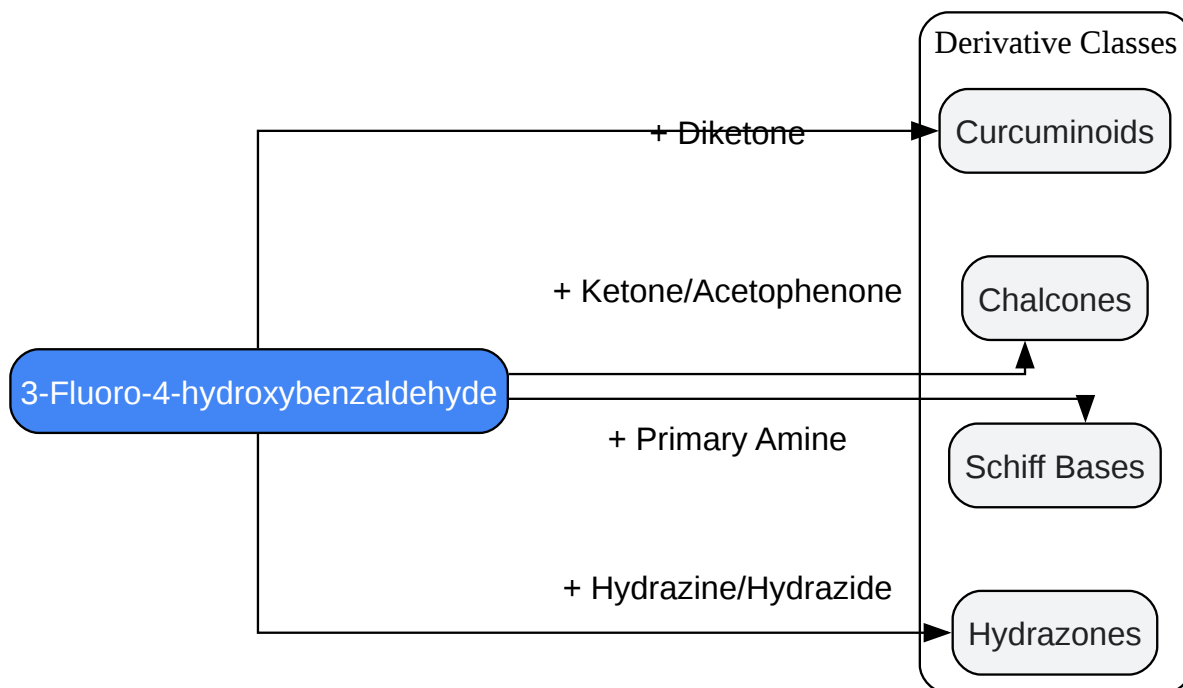 Derivative Classes
+ Diketone
Curcuminoids
+ Ketone/Acetophenone
Chalcones
3-Fluoro-4-hydroxybenzaldehyde
+ Primary Amine
Schiff Bases
+ Hydrazine/Hydrazide
Hydrazones